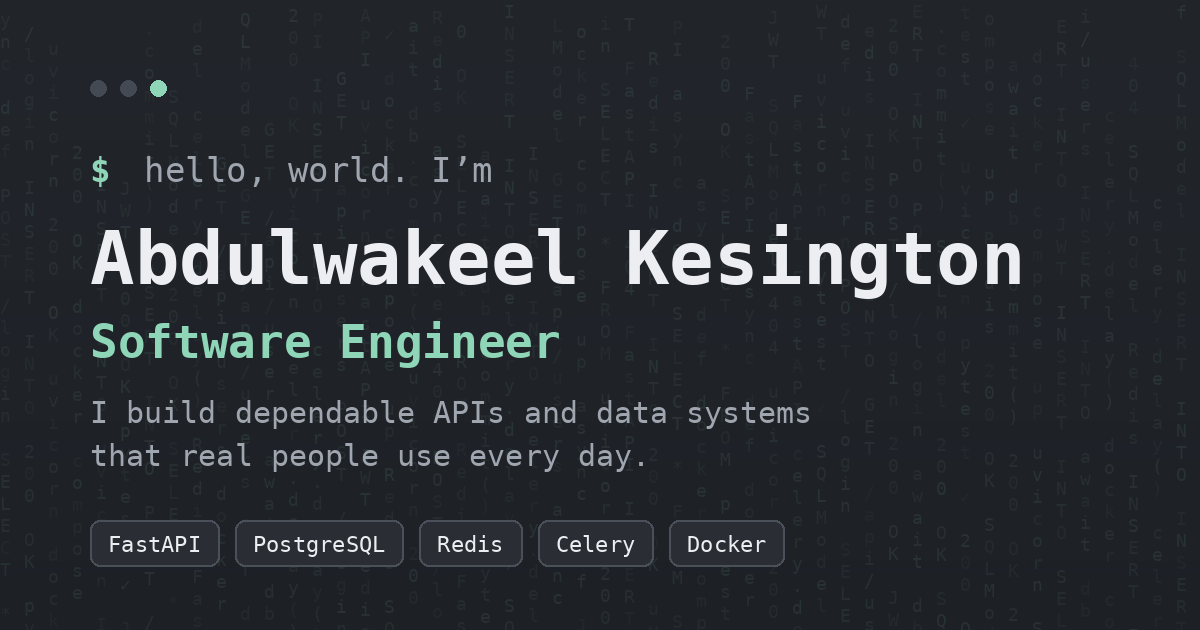 $ hello, world. I’m
Abdulwakeel Kesington
Software Engineer
I build dependable APIs and data systems
that real people use every day.
FastAPI PostgreSQL Redis Celery Docker